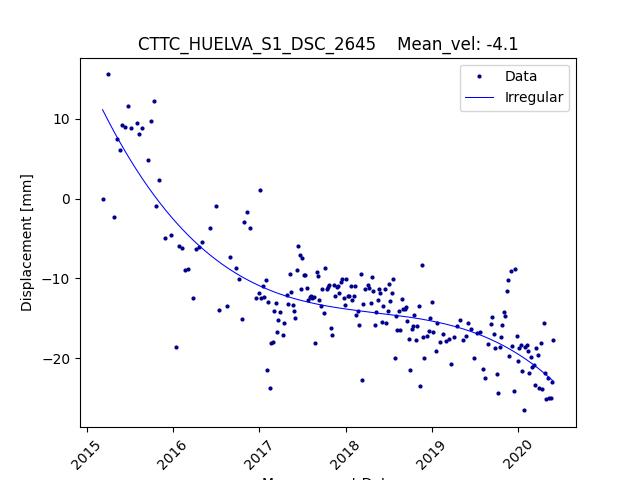 CTTC_HUELVA_S1_DSC_2645    Mean_vel: -4.1
Data
Irregular
Displacement [mm]
10
0
−10
−20
2015
2016
2017
2018
2019
2020